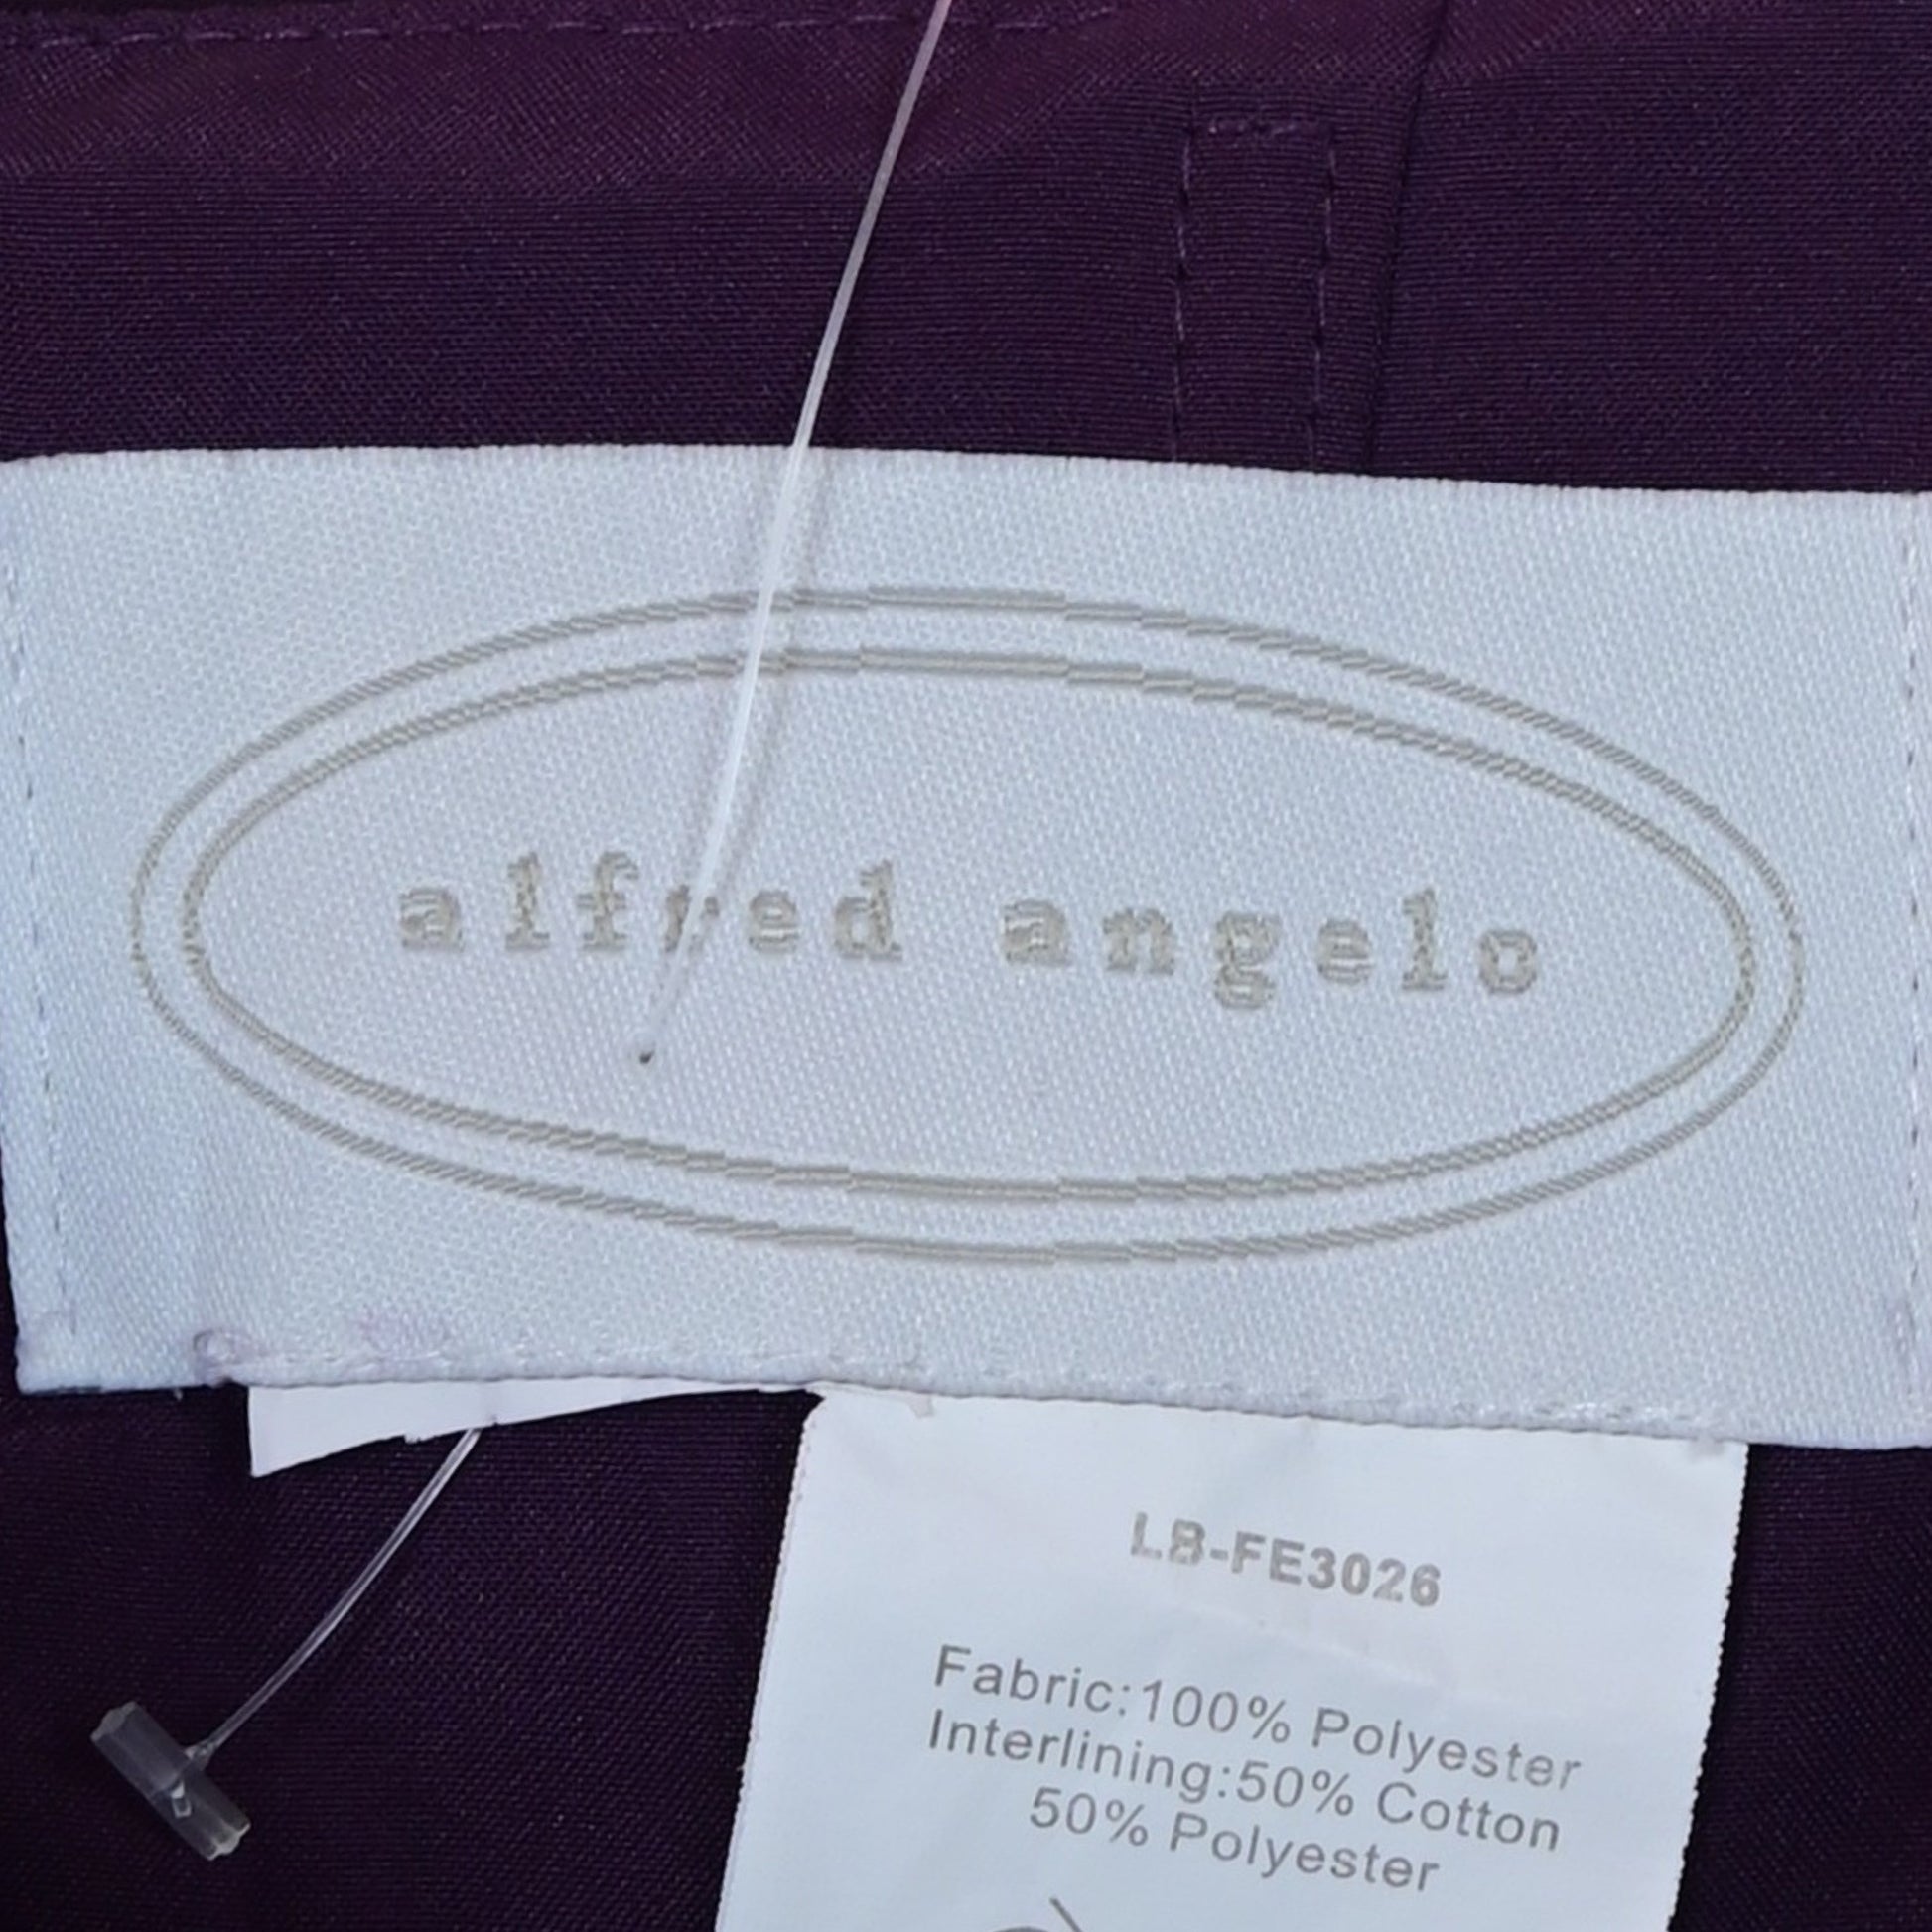 alfred angelo
LB-FE3026
Fabric:100% Polyester
Interlining:50% Cotton
50% Polyester